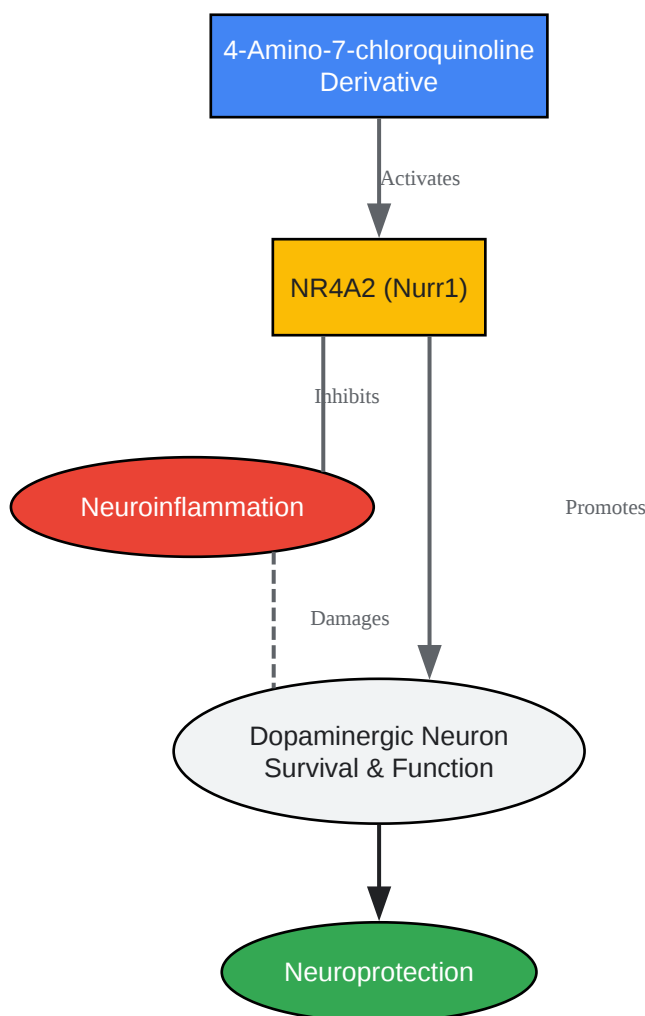 4-Amino-7-chloroquinoline
Derivative
Activates
NR4A2 (Nurr1)
Inhibits
Neuroinflammation
Promotes
Damages
Dopaminergic Neuron
Survival & Function
Neuroprotection